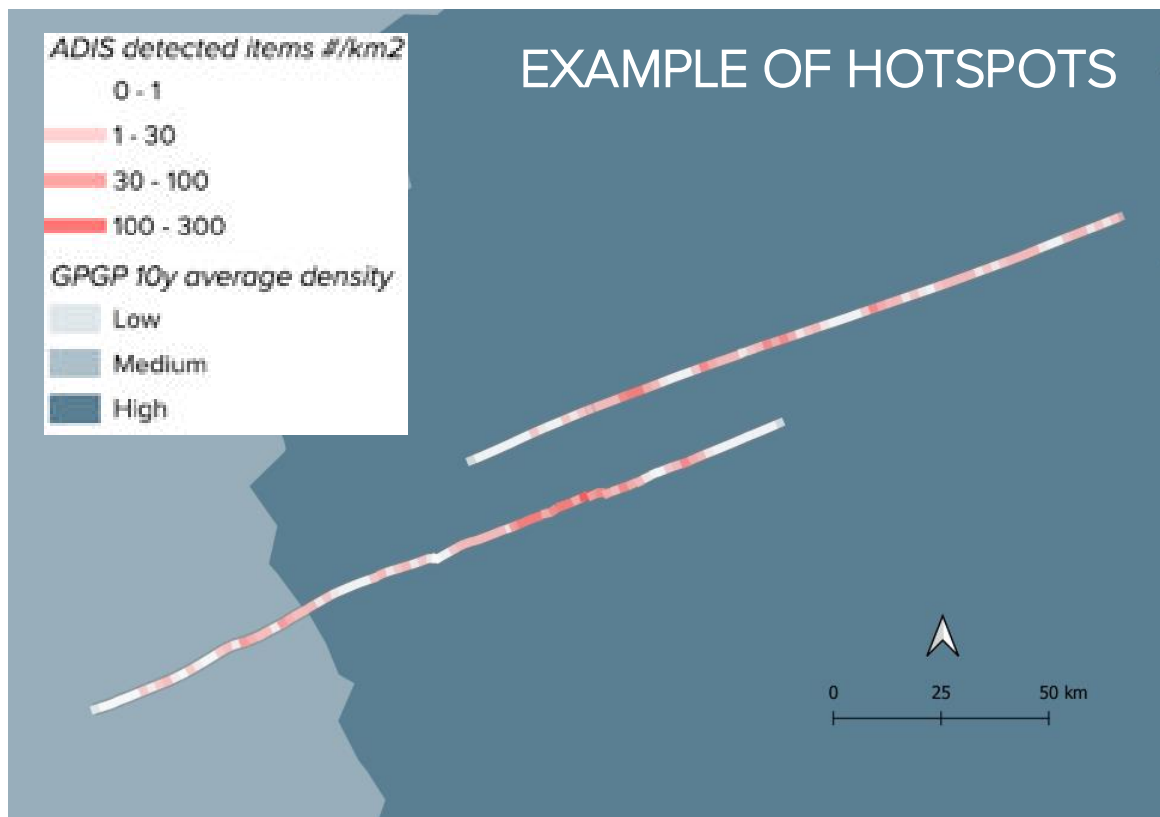 ADIS detected items #/km2
0 - 1
1 - 30
30 - 100
100 - 300
GPGP 10y average density
Low
Medium
High
EXAMPLE OF HOTSPOTS
0 25 50 km